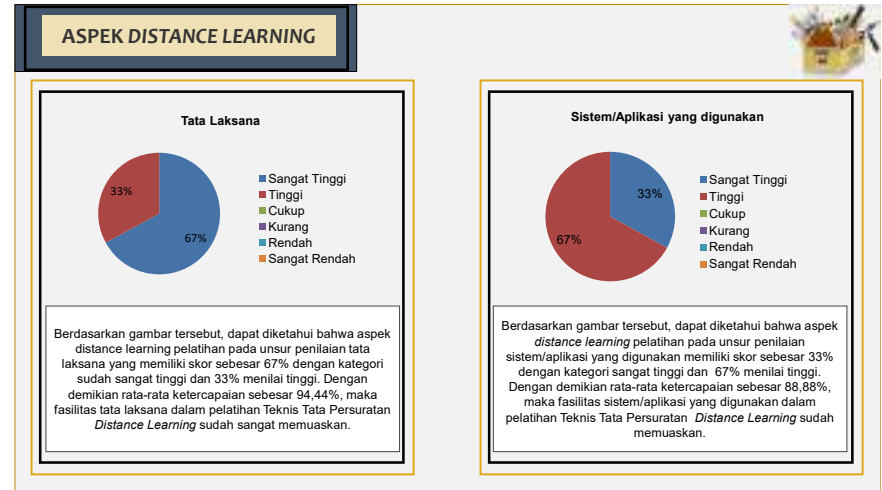 ASPEK DISTANCE LEARNING
Tata Laksana
33%
67%
Sangat Tinggi
Tinggi
Cukup
Kurang
Rendah
Sangat Rendah
Berdasarkan gambar tersebut, dapat diketahui bahwa aspek
distance learning pelatihan pada unsur penilaian tata
laksana yang memiliki skor sebesar 67% dengan kategori
sudah sangat tinggi dan 33% menilai tinggi. Dengan
demikian rata-rata ketercapaian sebesar 94,44%, maka
fasilitas tata laksana dalam pelatihan Teknis Tata Persuratan
Distance Learning sudah sangat memuaskan.
Sistem/Aplikasi yang digunakan
33%
67%
Sangat Tinggi
Tinggi
Cukup
Kurang
Rendah
Sangat Rendah
Berdasarkan gambar tersebut, dapat diketahui bahwa aspek
distance learning pelatihan pada unsur penilaian
sistem/aplikasi yang digunakan memiliki skor sebesar 33%
dengan kategori sangat tinggi dan 67% menilai tinggi.
Dengan demikian rata-rata ketercapaian sebesar 88,88%,
maka fasilitas sistem/aplikasi yang digunakan dalam
pelatihan Teknis Tata Persuratan Distance Learning sudah
memuaskan.